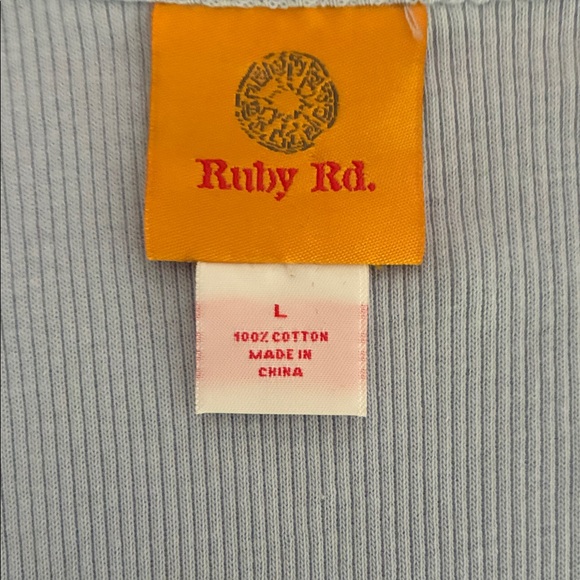 Ruby Rd.
L
100% COTTON
MADE IN
CHINA